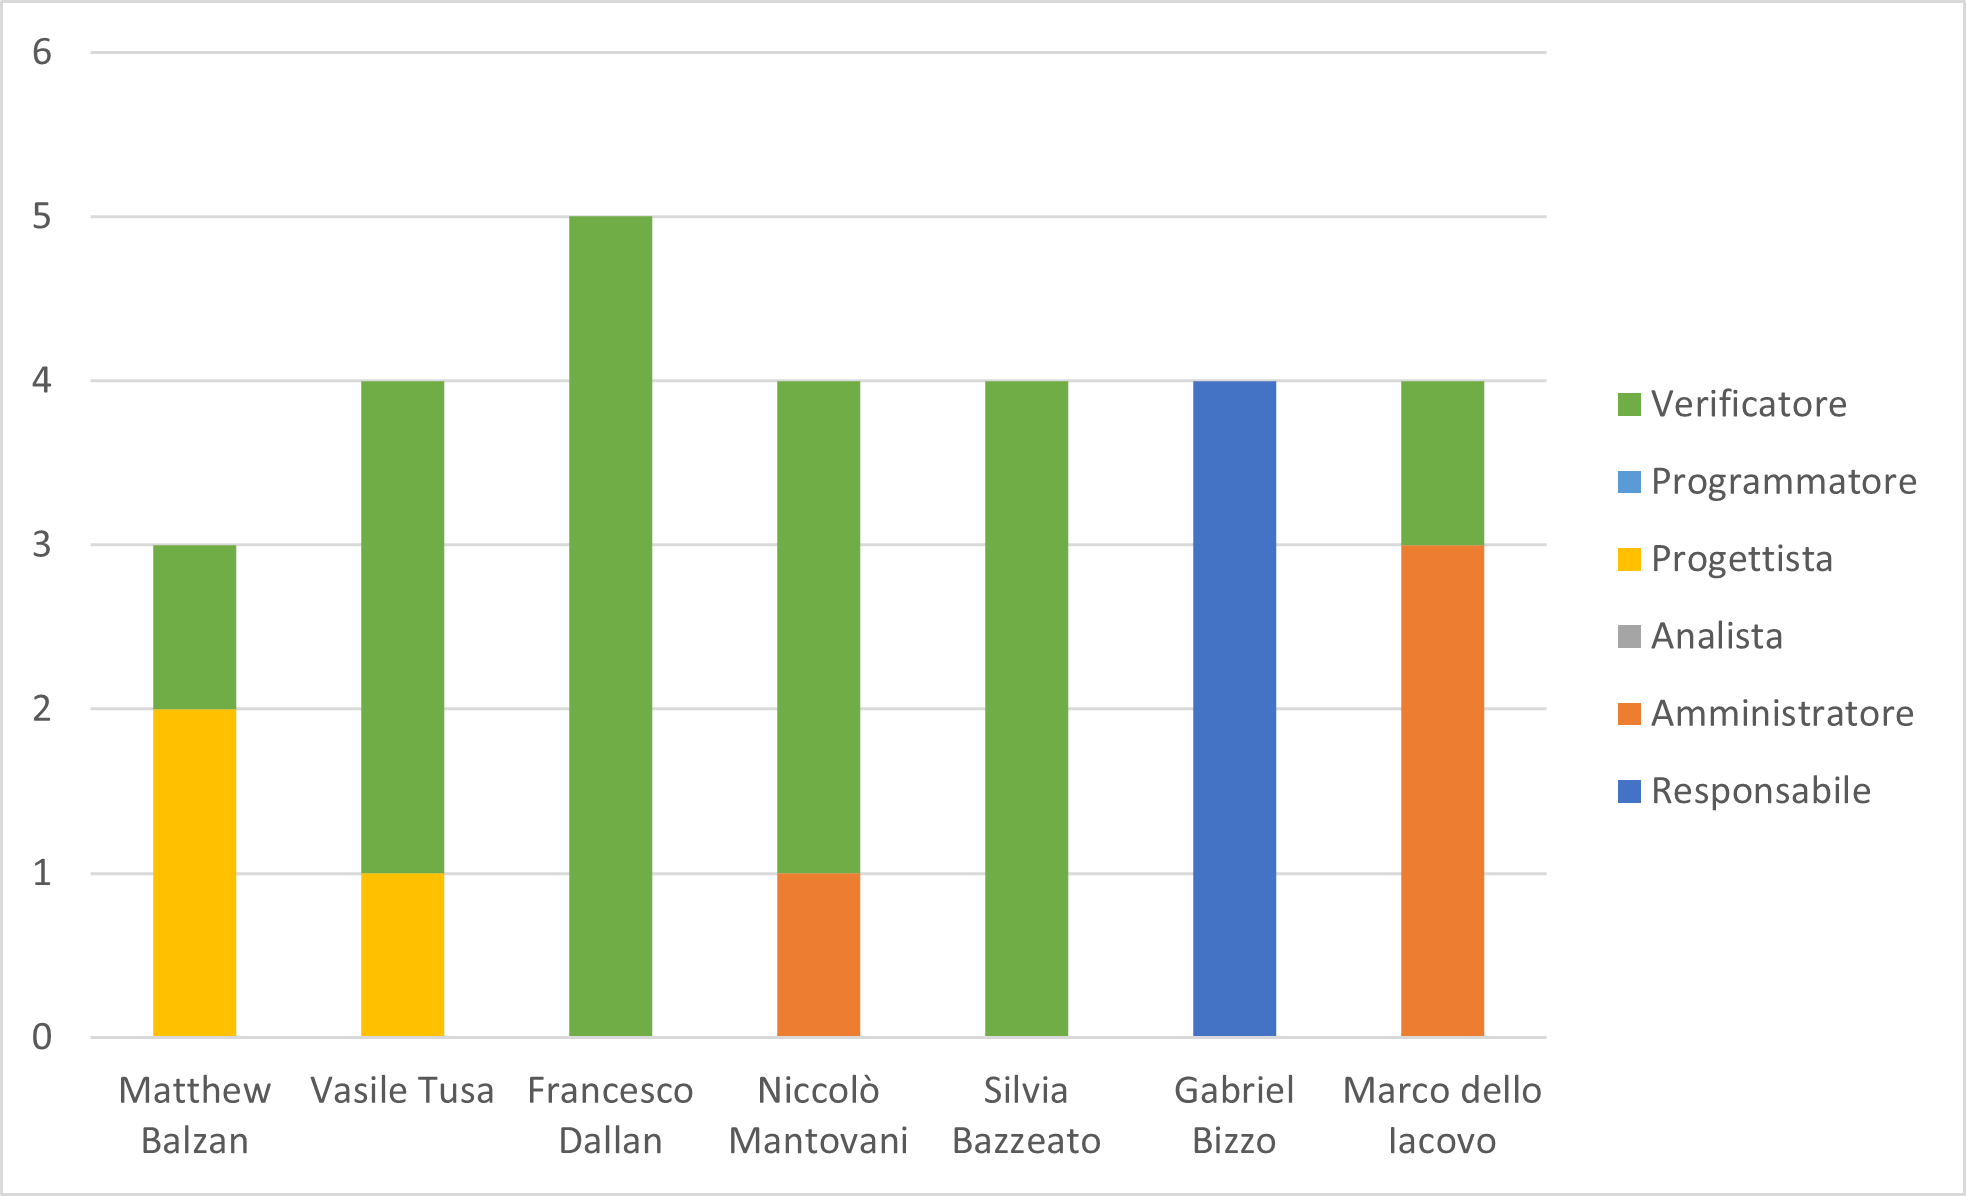 6
5
4
3
2
1
0
Matthew
Balzan
Vasile Tusa
Francesco
Dallan
Niccolò
Mantovani
Silvia
Bazzeato
Gabriel
Bizzo
Marco dello
Iacovo
Verificatore
Programmatore
Progettista
Analista
Amministratore
Responsabile